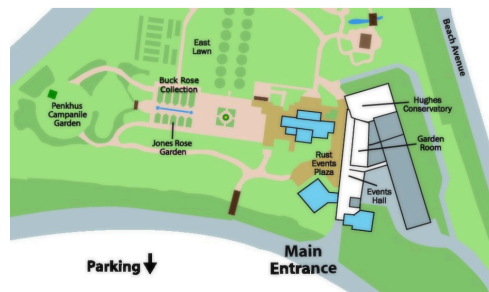 East
Lawn
Beach Avenue
Buck Rose
Collection
Penkhus
Campanile
Garden
Hughes
Conservatory
Garden
Room
Jones Rose
Garden
Rust
Events
Plaza
Events
Hall
Main
Entrance
Parking